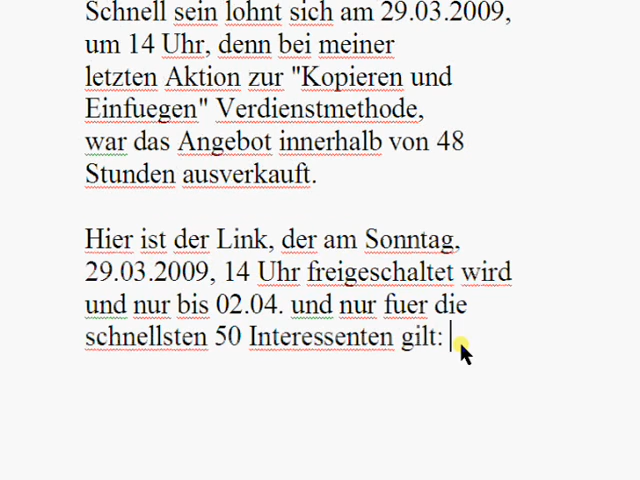 Schnell sein lohnt sich am 29.03.2009,
um 14 Uhr, denn bei meiner
letzten Aktion zur "Kopieren und
Einfuegen" Verdienstmethode,
war das Angebot innerhalb von 48
Stunden ausverkauft.
Hier ist der Link, der am Sonntag,
29.03.2009, 14 Uhr freigeschaltet wird
und nur bis 02.04. und nur fuer die
schnellsten 50 Interessenten gilt: